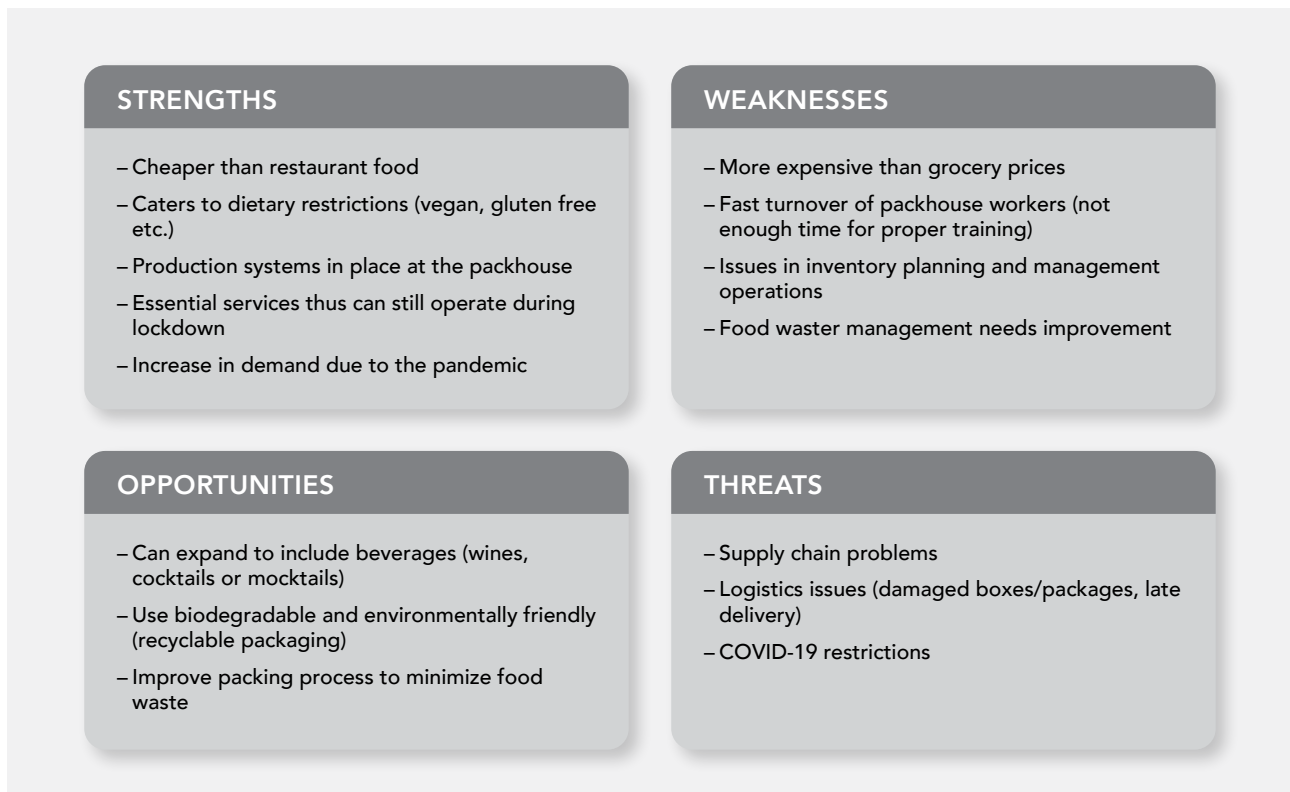 STRENGTHS
– Cheaper than restaurant food
– Caters to dietary restrictions (vegan, gluten free
etc.)
– Production systems in place at the packhouse
– Essential services thus can still operate during
lockdown
– Increase in demand due to the pandemic
WEAKNESSES
– More expensive than grocery prices
– Fast turnover of packhouse workers (not
enough time for proper training)
– Issues in inventory planning and management
operations
– Food waster management needs improvement
OPPORTUNITIES
– Can expand to include beverages (wines,
cocktails or mocktails)
– Use biodegradable and environmentally friendly
(recyclable packaging)
– Improve packing process to minimize food
waste
THREATS
– Supply chain problems
– Logistics issues (damaged boxes/packages, late
delivery)
– COVID-19 restrictions